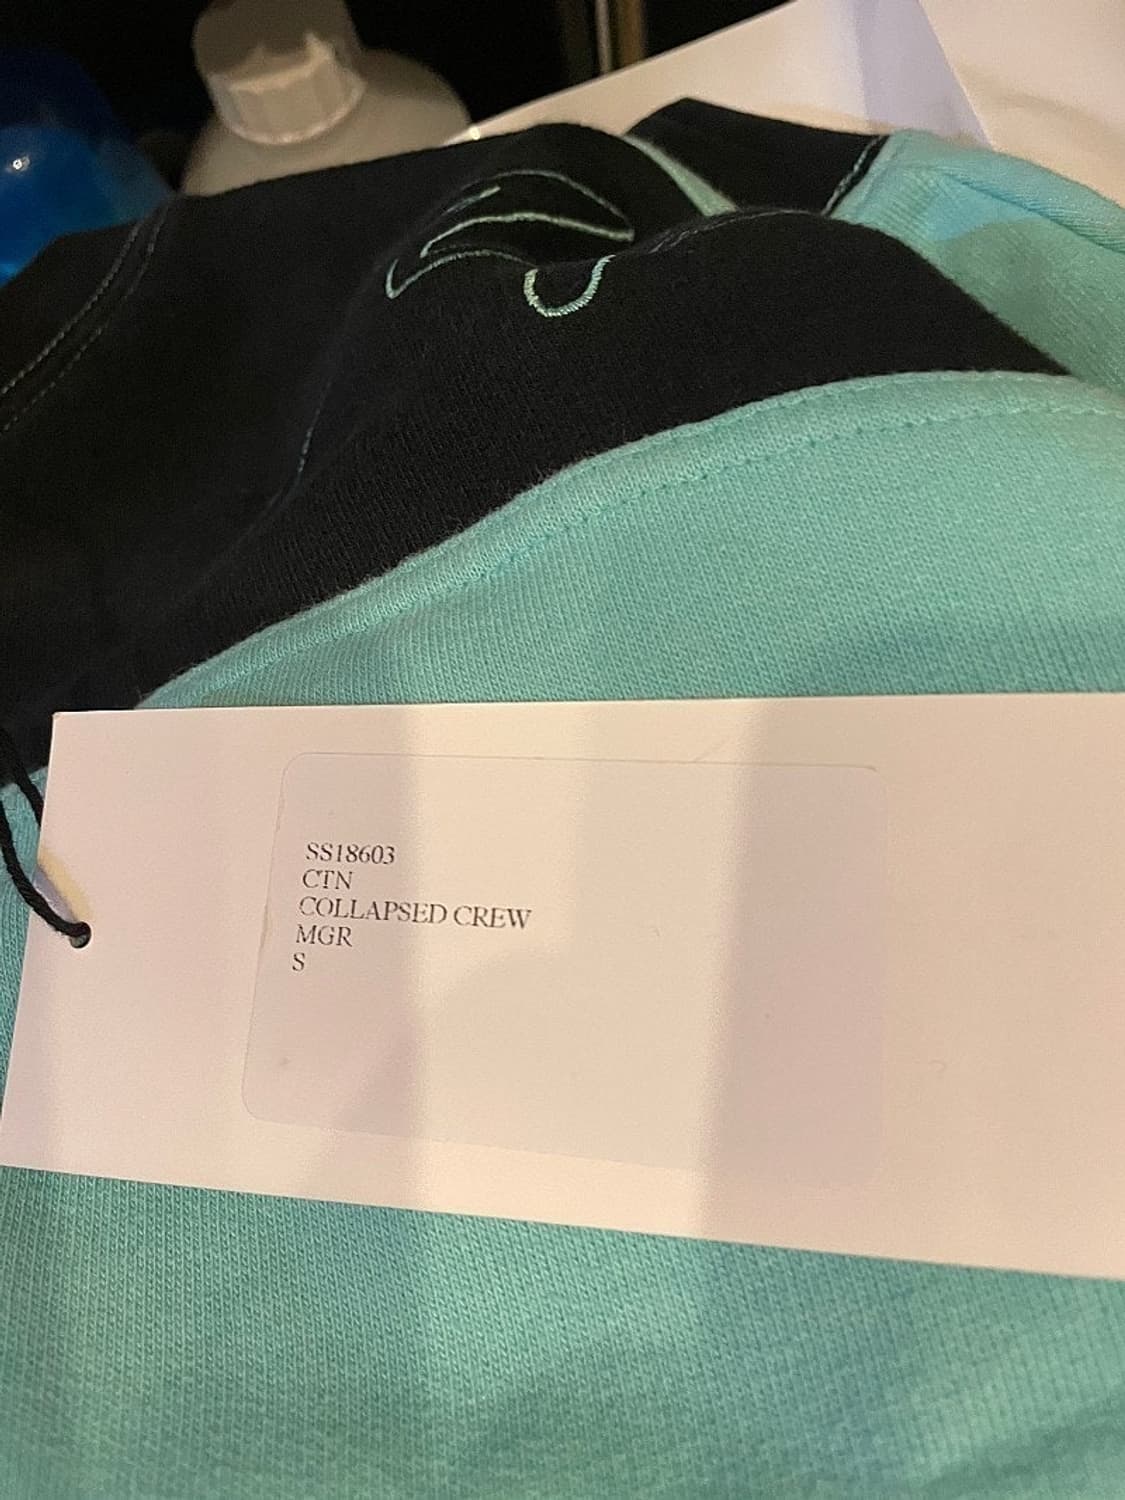 SS18603
CTN
COLLAPSED CREW
MGR
S